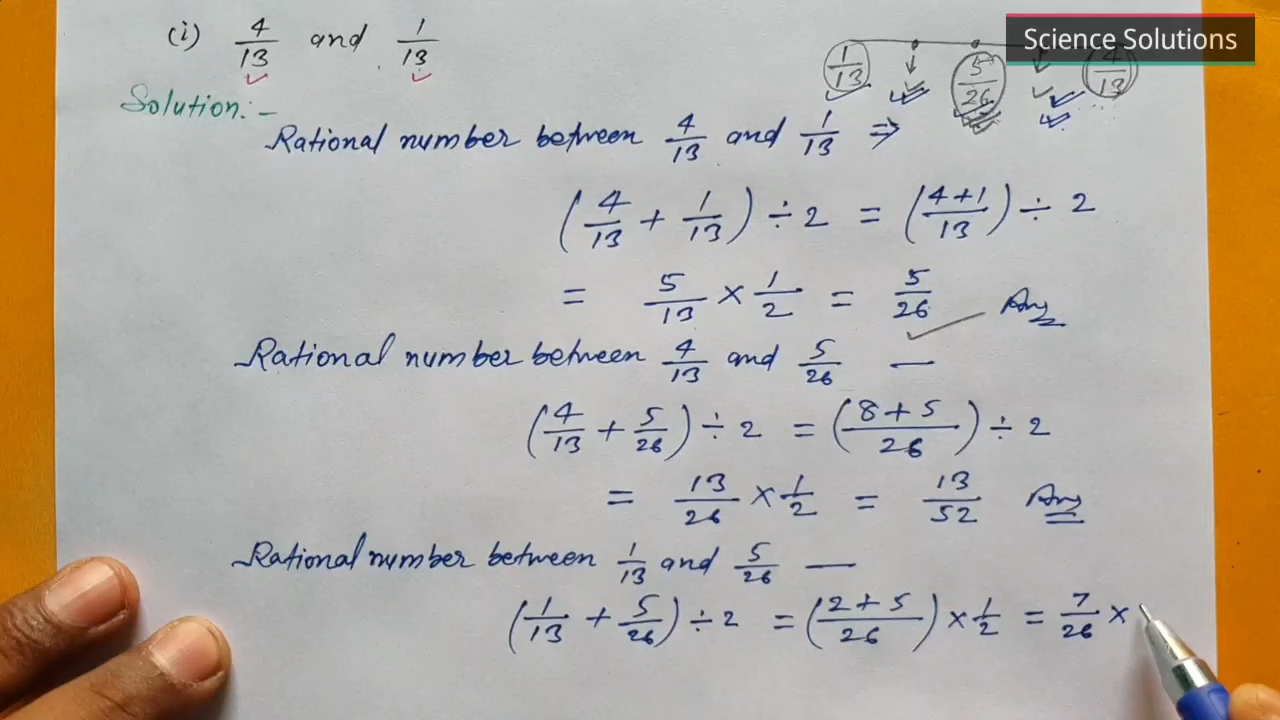 Science Solutions
(i) 4/13 and 1/13
1/13 5/26 4/13
Solution:-
Rational number between 4/13 and 1/13 ⇒
(4/13 + 1/13) ÷ 2 = ((4+1)/13) ÷ 2
= 5/13 × 1/2 = 5/26 Ans
Rational number between 4/13 and 5/26 —
(4/13 + 5/26) ÷ 2 = ((8+5)/26) ÷ 2
= 13/26 × 1/2 = 13/52 Ans
Rational number between 1/13 and 5/26 —
(1/13 + 5/26) ÷ 2 = ((2+5)/26) × 1/2 = 7/26 ×